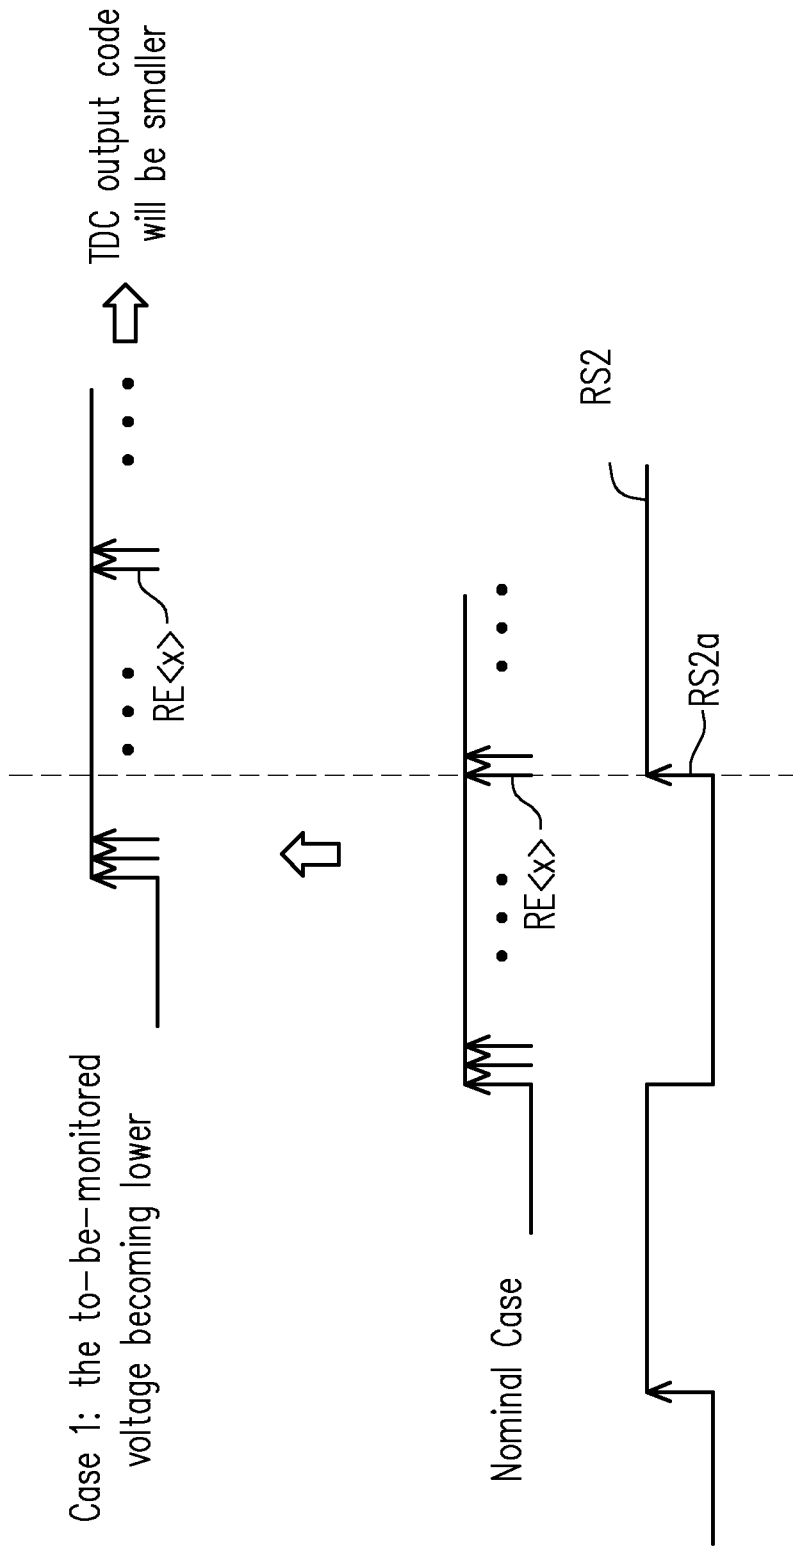 Case 1: the to-be-monitored
voltage becoming lower
RE<x>
TDC output code
will be smaller
Nominal Case
RE<x>
RS2
RS2a